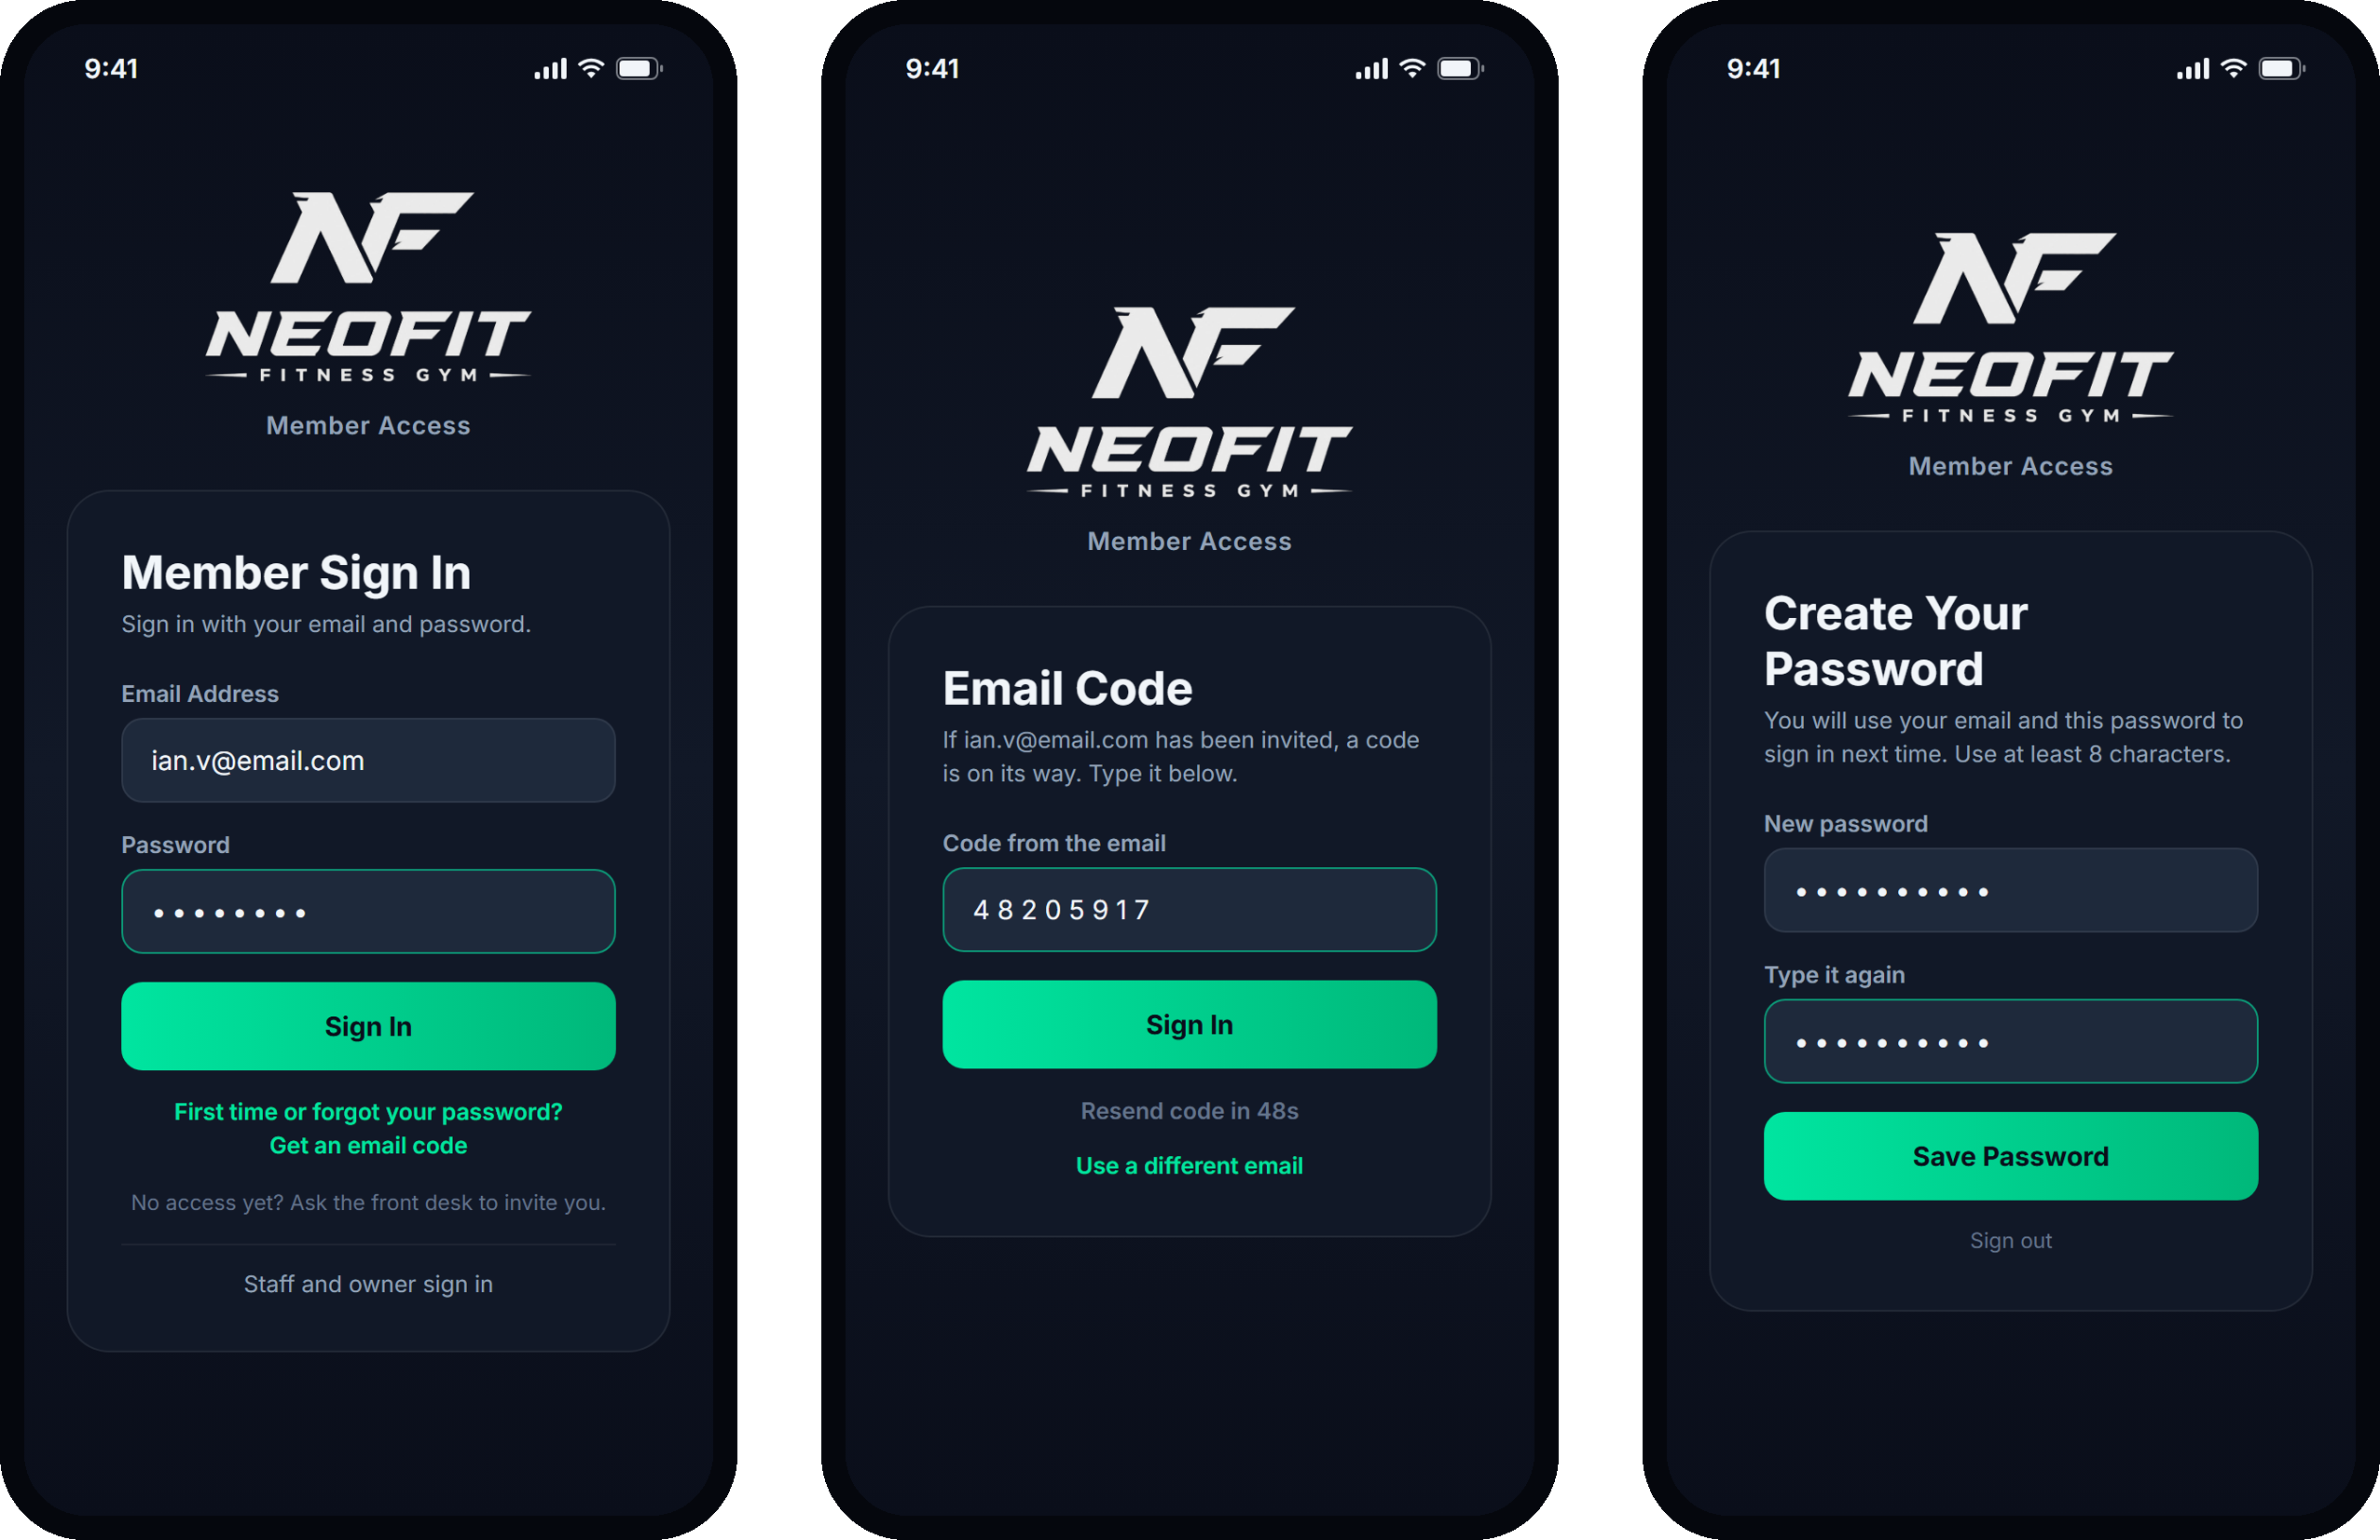 9:41
NF
NEOFIT
FITNESS GYM
Member Access
Member Sign In
Sign in with your email and password.
Email Address
ian.v@email.com
Password
••••••••
Sign In
First time or forgot your password?
Get an email code
No access yet? Ask the front desk to invite you.
Staff and owner sign in
9:41
NF
NEOFIT
FITNESS GYM
Member Access
Email Code
If ian.v@email.com has been invited, a code
is on its way. Type it below.
Code from the email
48205917
Sign In
Resend code in 48s
Use a different email
9:41
NF
NEOFIT
FITNESS GYM
Member Access
Create Your
Password
You will use your email and this password to
sign in next time. Use at least 8 characters.
New password
••••••••••
Type it again
••••••••••
Save Password
Sign out